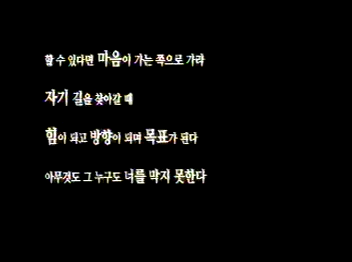 할 수 있다면 마음이 가는 쪽으로 가라
자기 길을 찾아갈 때
힘이 되고 방향이 되며 목표가 된다
아무것도 그 누구도 너를 막지 못한다